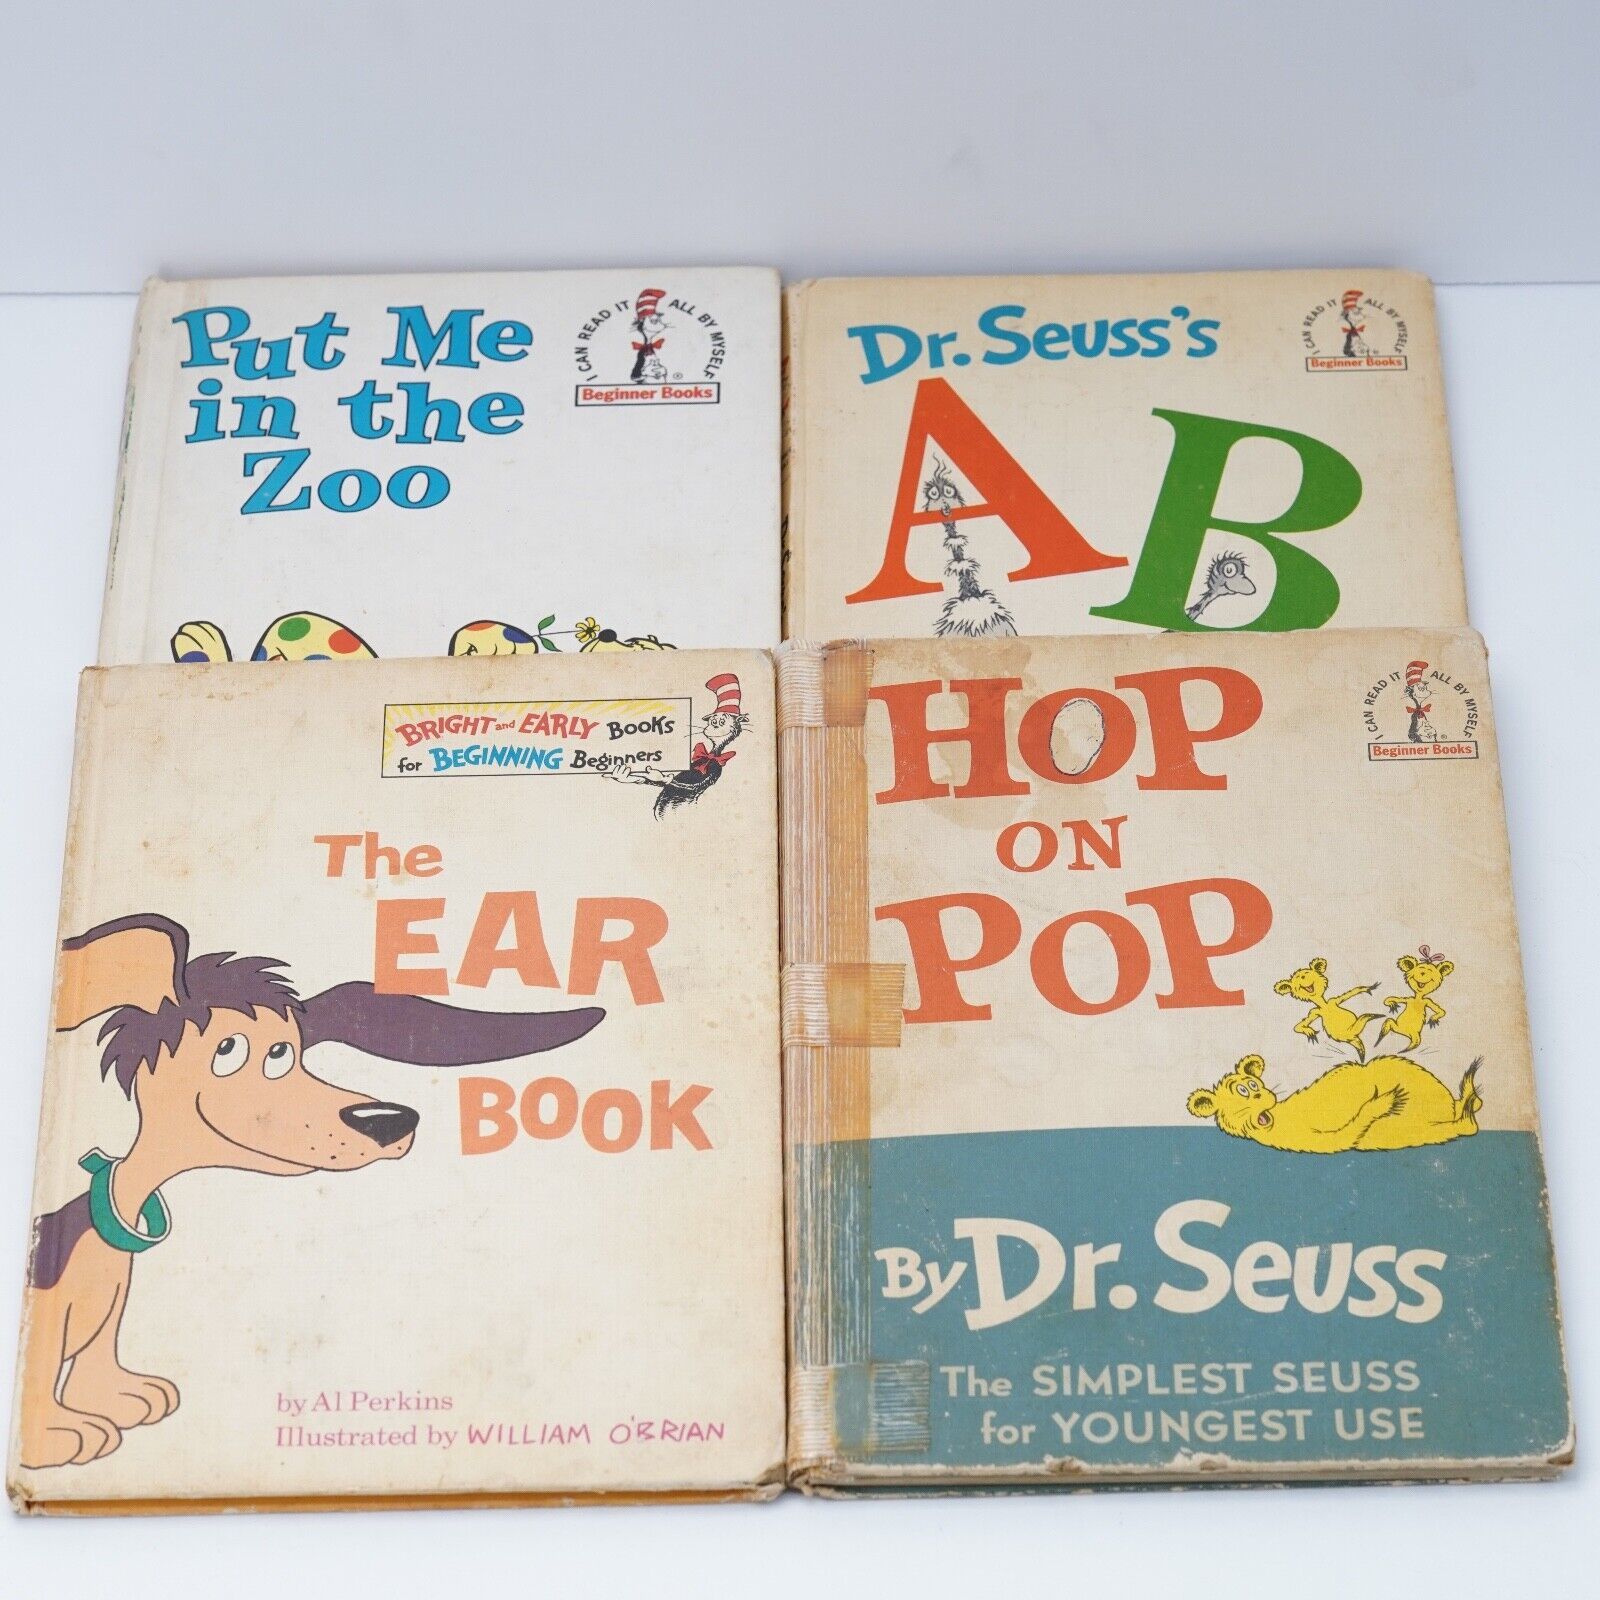 Put Me
in the
Zoo
I CAN READ IT ALL BY MYSELF
®
Beginner Books
Dr. Seuss's
I CAN READ IT ALL BY MYSELF
Beginner Books
A B
BRIGHT and EARLY BOOKS
for BEGINNING Beginners
The
EAR
BOOK
by Al Perkins
Illustrated by WILLIAM O'BRIAN
HOP
ON
POP
I CAN READ IT ALL BY MYSELF
®
Beginner Books
By Dr. Seuss
The SIMPLEST SEUSS
for YOUNGEST USE